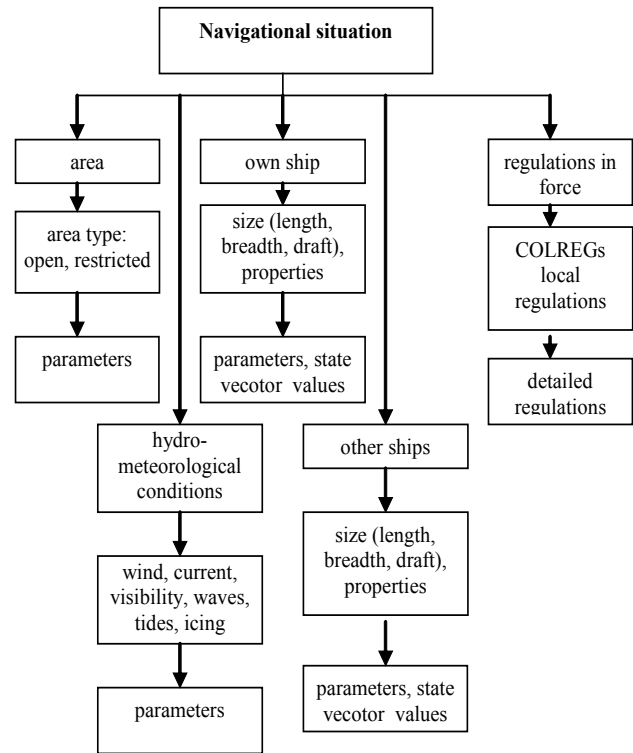 Navigational situation
area
own ship
regulations in
force
area type:
open, restricted
size (length,
breadth, draft),
properties
COLREGs
local
regulations
parameters
parameters, state
vecotor values
detailed
regulations
hydro-
meteorological
conditions
other ships
wind, current,
visibility, waves,
tides, icing
size (length,
breadth, draft),
properties
parameters
parameters, state
vecotor values